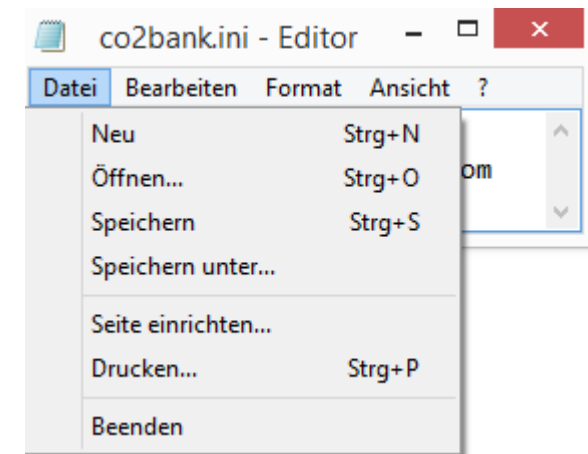 co2bank.ini - Editor
Datei Bearbeiten Format Ansicht ?
Neu Strg+N
Öffnen... Strg+O
om
Speichern Strg+S
Speichern unter...
Seite einrichten...
Drucken... Strg+P
Beenden